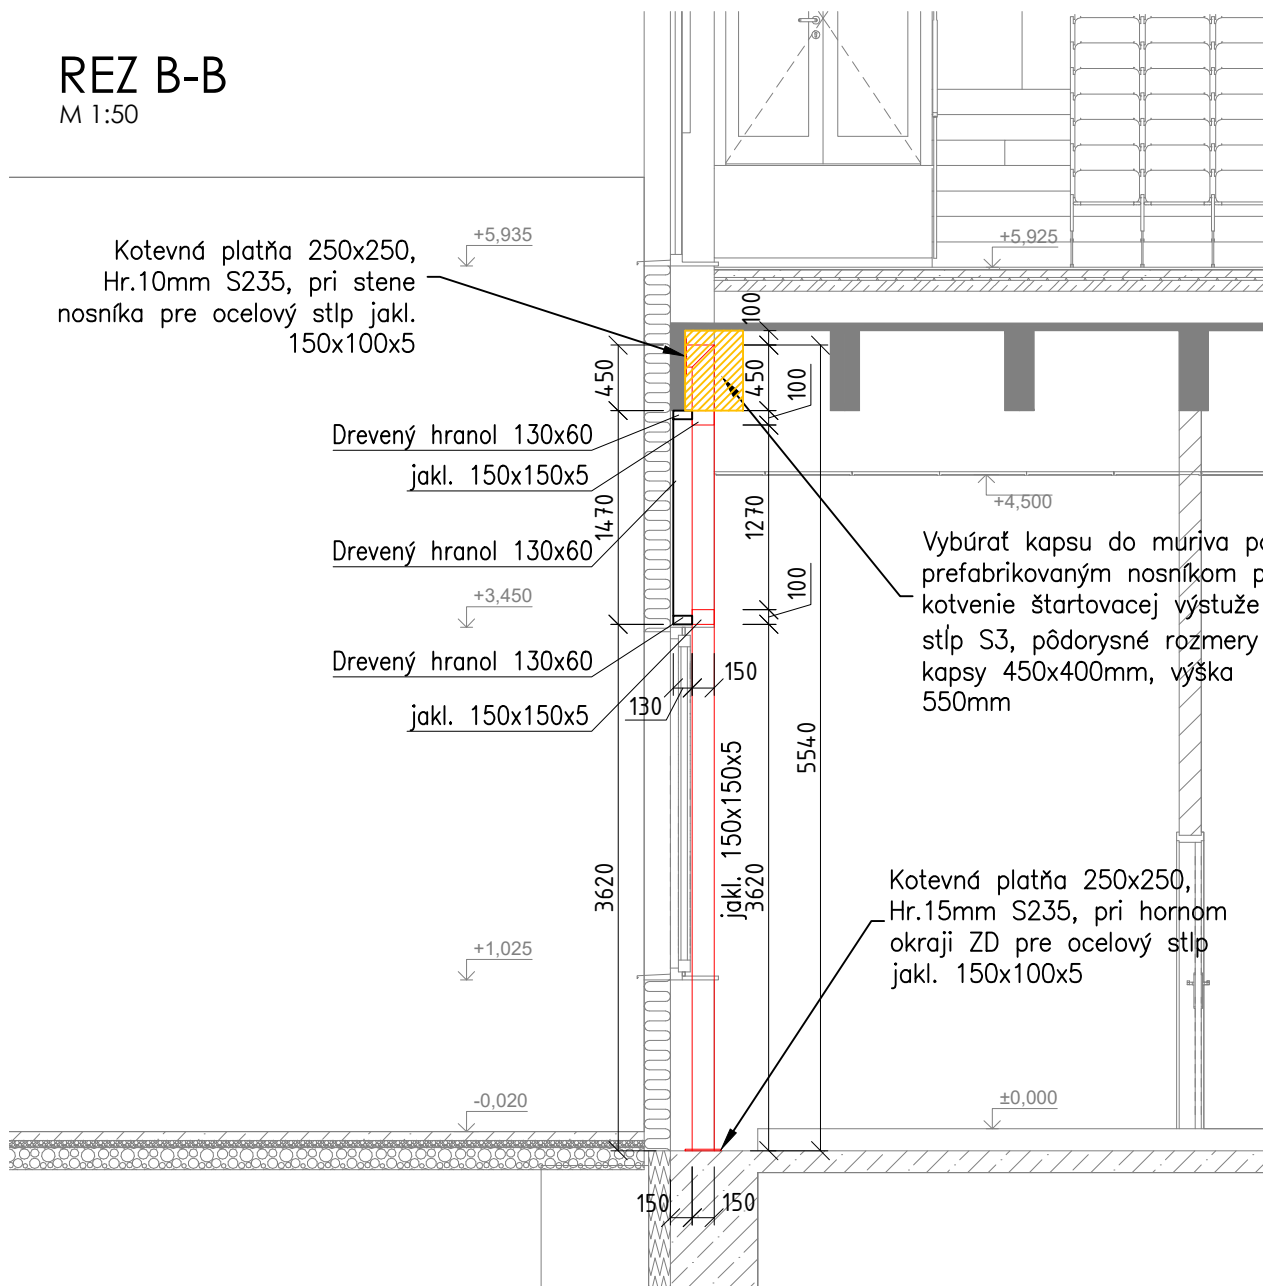 REZ B-B
M 1:50
+5,935
+5,925
Kotevná platňa 250x250,
Hr.10mm S235, pri stene
nosníka pre ocelový stĺp jakl.
150x100x5
100
450
450
100
Drevený hranol 130x60
jakl. 150x150x5
+4,500
1470
1270
Drevený hranol 130x60
Vybúrať kapsu do muriva
prefabrikovaným nosníkom
kotvenie štartovacej výstuže
stĺp S3, pôdorysné rozmery
kapsy 450x400mm, výška
550mm
100
+3,450
Drevený hranol 130x60
150
130
jakl. 150x150x5
5540
jakl. 150x150x5
3620
3620
Kotevná platňa 250x250,
Hr.15mm S235, pri hornom
okraji ZD pre ocelový stĺp
jakl. 150x100x5
+1,025
-0,020
±0,000
150
150